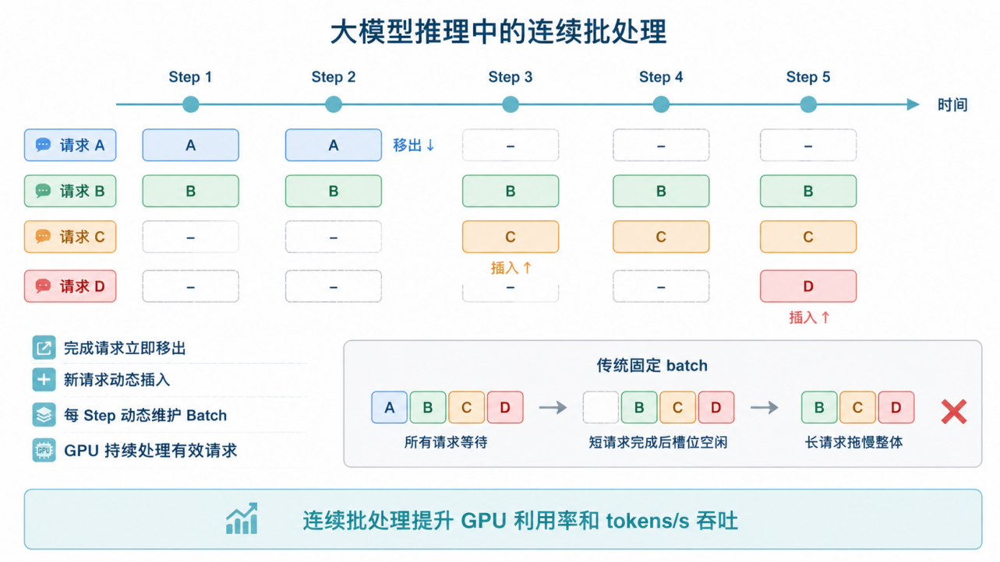 大模型推理中的连续批处理
Step 1 Step 2 Step 3 Step 4 Step 5
时间
请求 A A A 移出↓ – – –
请求 B B B B B B
请求 C – – C C C
插入↑
请求 D – – – – D
插入↑
完成请求立即移出
新请求动态插入
每 Step 动态维护 Batch
GPU GPU 持续处理有效请求
传统固定 batch
A B C D → B C D → B C D
所有请求等待 短请求完成后槽位空闲 长请求拖慢整体
连续批处理提升 GPU 利用率和 tokens/s 吞吐